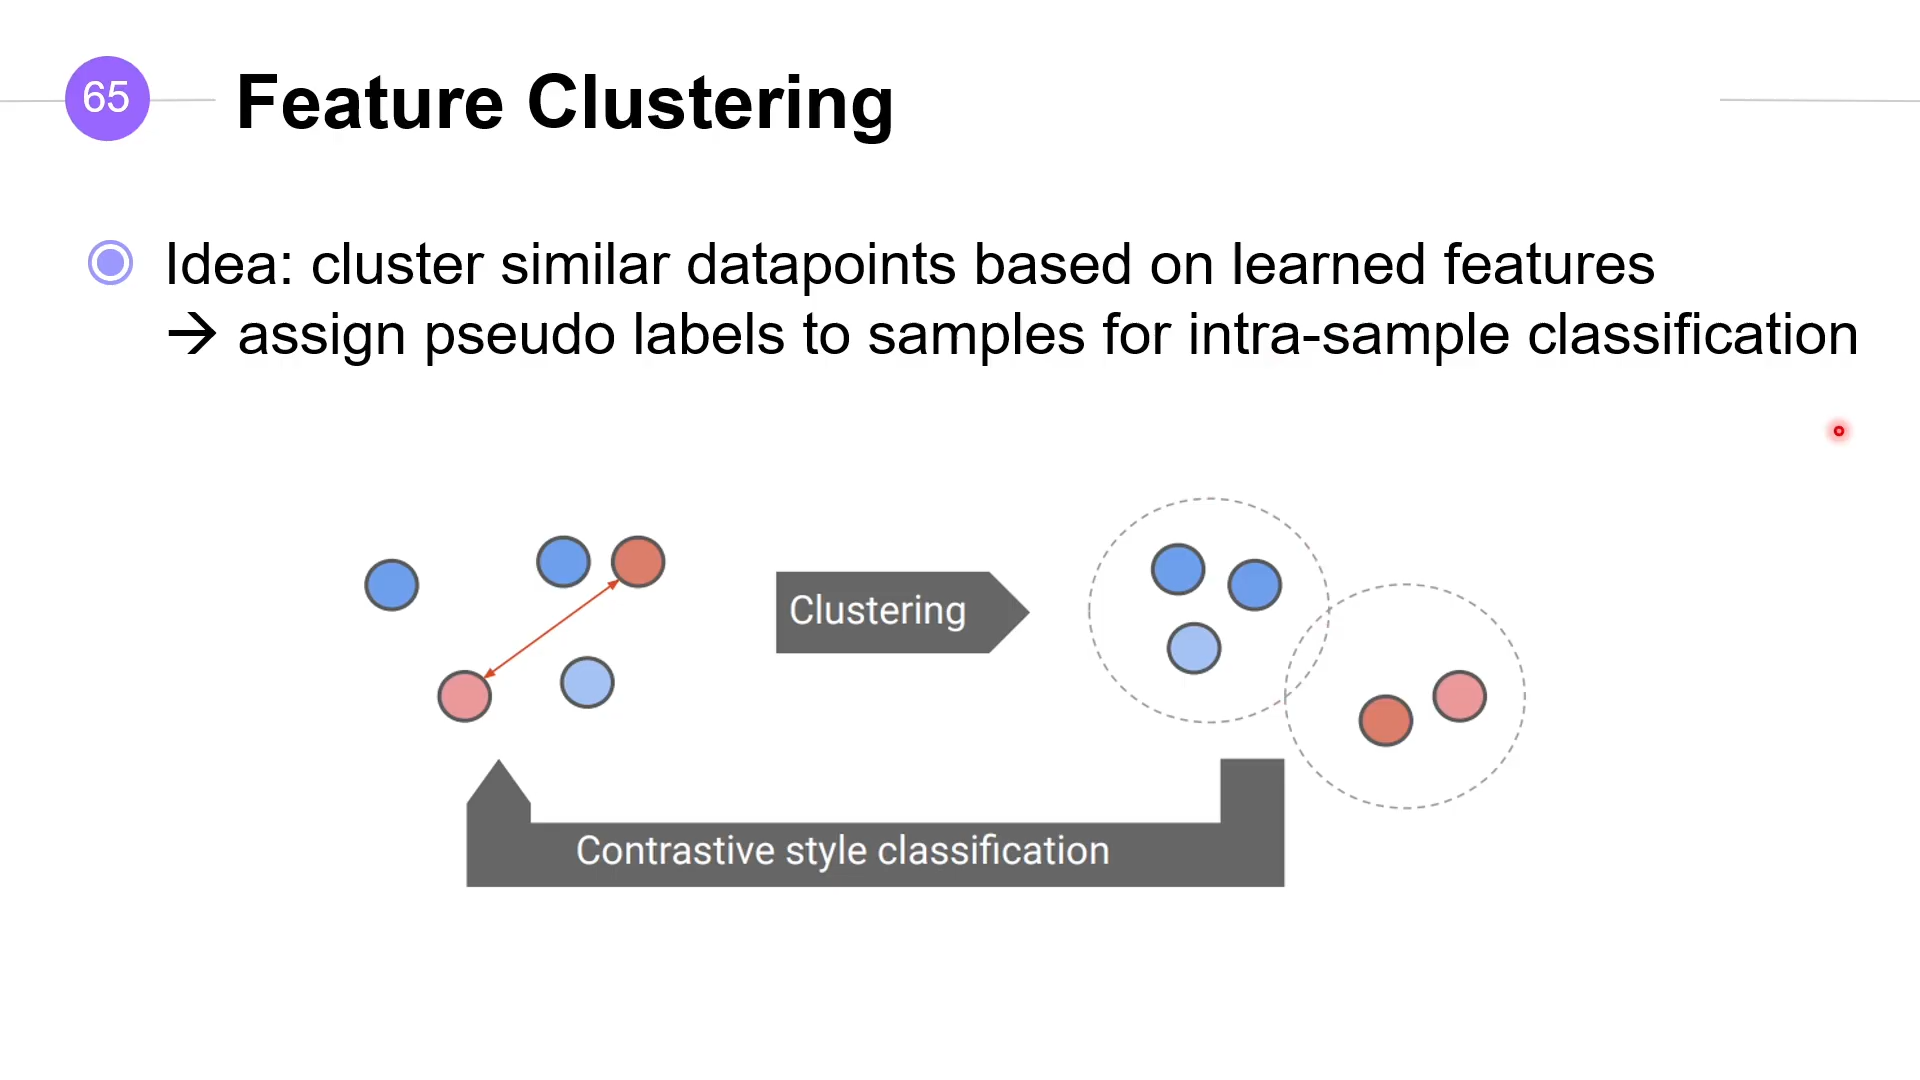 65
Feature Clustering
Idea: cluster similar datapoints based on learned features
→ assign pseudo labels to samples for intra-sample classification
Clustering
Contrastive style classification